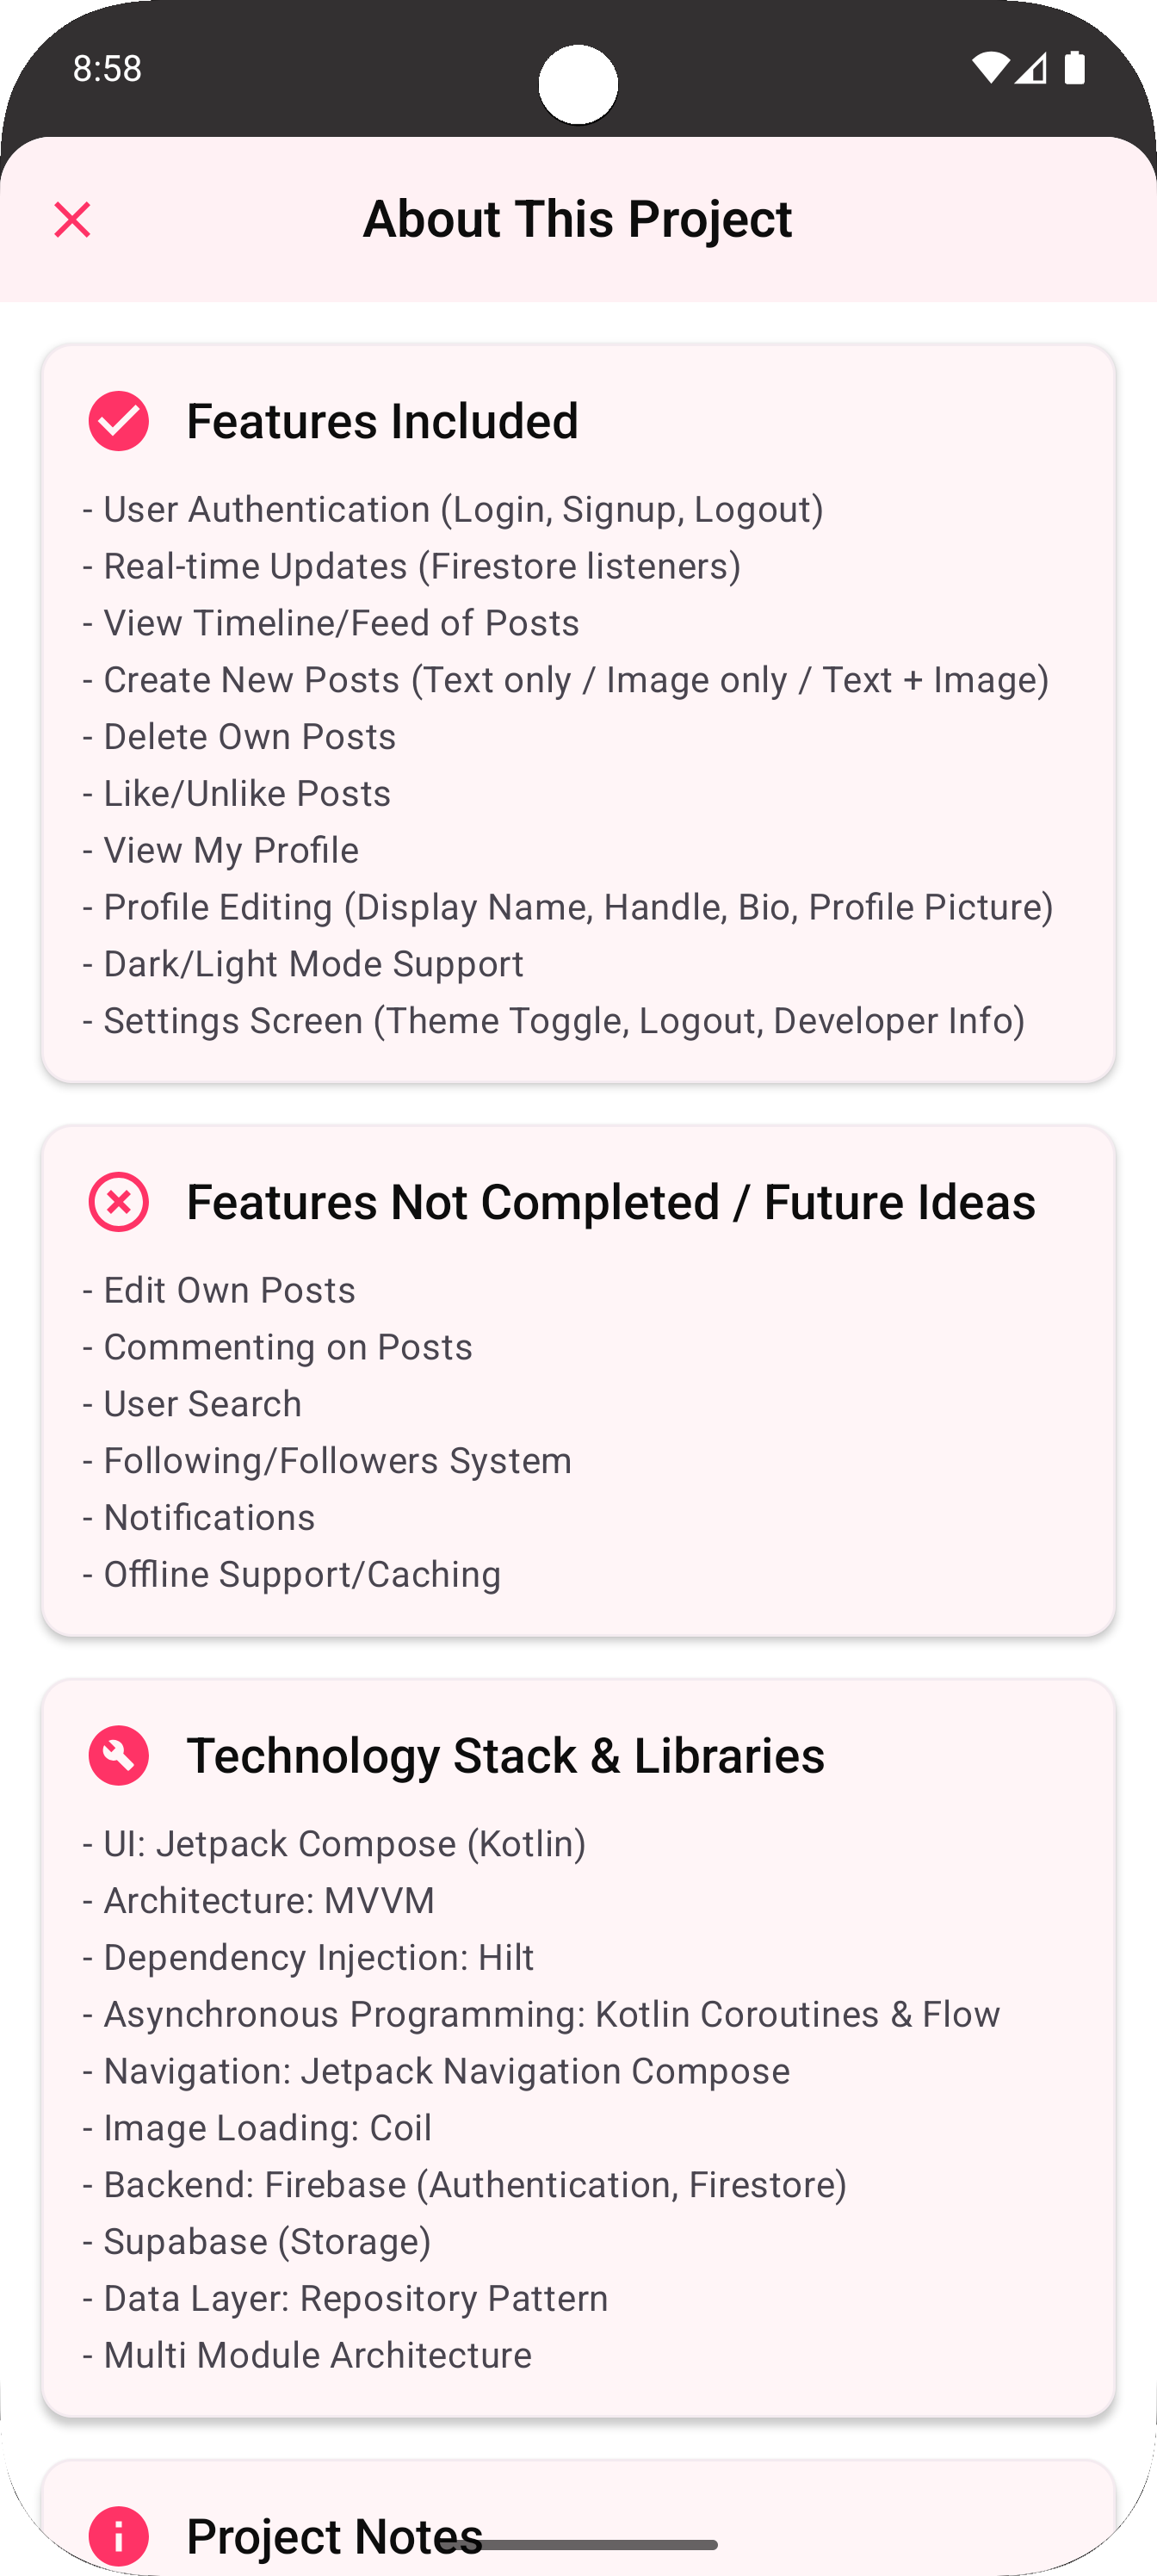 8:58
About This Project
Features Included
- User Authentication (Login, Signup, Logout)
- Real-time Updates (Firestore listeners)
- View Timeline/Feed of Posts
- Create New Posts (Text only / Image only / Text + Image)
- Delete Own Posts
- Like/Unlike Posts
- View My Profile
- Profile Editing (Display Name, Handle, Bio, Profile Picture)
- Dark/Light Mode Support
- Settings Screen (Theme Toggle, Logout, Developer Info)
Features Not Completed / Future Ideas
- Edit Own Posts
- Commenting on Posts
- User Search
- Following/Followers System
- Notifications
- Offline Support/Caching
Technology Stack & Libraries
- UI: Jetpack Compose (Kotlin)
- Architecture: MVVM
- Dependency Injection: Hilt
- Asynchronous Programming: Kotlin Coroutines & Flow
- Navigation: Jetpack Navigation Compose
- Image Loading: Coil
- Backend: Firebase (Authentication, Firestore)
- Supabase (Storage)
- Data Layer: Repository Pattern
- Multi Module Architecture
Project Notes